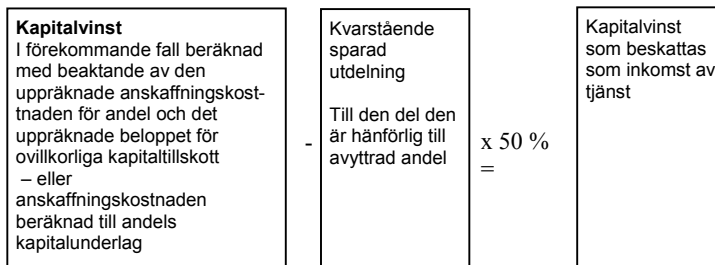 Kapitalvinst
I förekommande fall beräknad
med beaktande av den
uppräknade anskaffningskost-
tnaden för andel och det
uppräknade beloppet för
ovillkorliga kapitaltillskott
– eller
anskaffningskostnaden
beräknad till andels
kapitalunderlag
-
Kvarstående
sparad
utdelning
Till den del den
är hänförlig till
avyttrad andel
x 50 %
=
Kapitalvinst
som beskattas
som inkomst av
tjänst